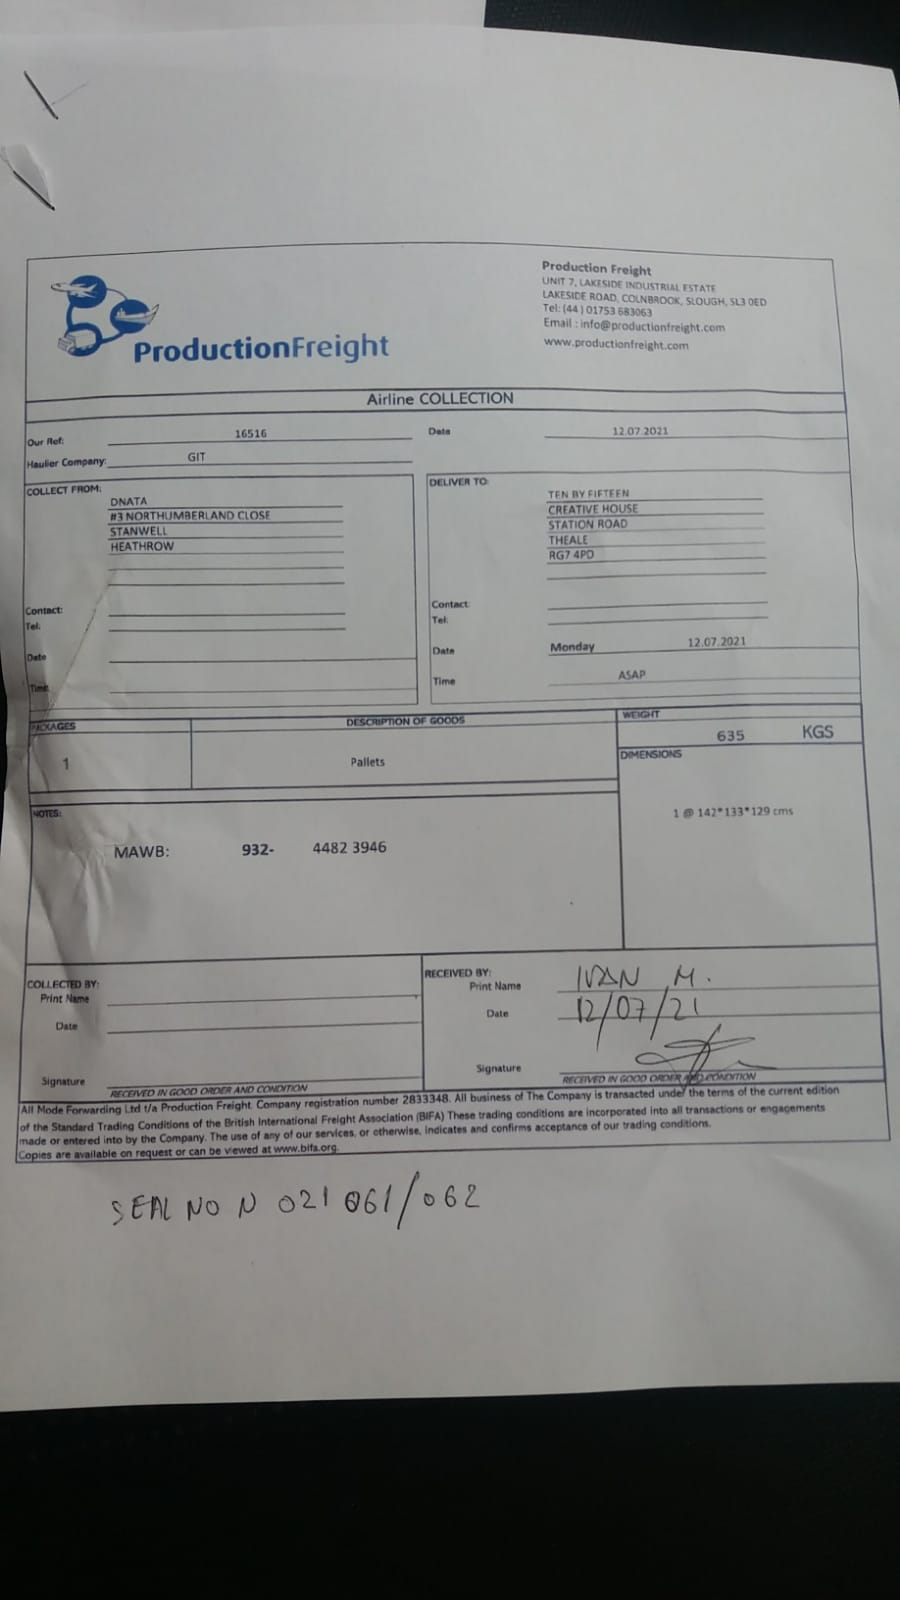 ProductionFreight
Production Freight
UNIT 7, LAKESIDE INDUSTRIAL ESTATE
LAKESIDE ROAD, COLNBROOK, SLOUGH, SL3 0ED
Tel: (44) 01753 683063
Email : info@productionfreight.com
www.productionfreight.com
Airline COLLECTION
Our Ref: 16516 Date 12.07.2021
Haulier Company: GIT
COLLECT FROM:
DNATA
#3 NORTHUMBERLAND CLOSE
STANWELL
HEATHROW
Contact:
Tel:
Date
Time:
DELIVER TO:
TEN BY FIFTEEN
CREATIVE HOUSE
STATION ROAD
THEALE
RG7 4PD
Contact:
Tel:
Date Monday 12.07.2021
Time ASAP
PACKAGES DESCRIPTION OF GOODS WEIGHT
1 Pallets 635 KGS
DIMENSIONS
1 @ 142*133*129 cms
NOTES:
MAWB: 932- 4482 3946
COLLECTED BY:
Print Name
Date
Signature
RECEIVED IN GOOD ORDER AND CONDITION
RECEIVED BY:
Print Name IVAN M.
Date 12/07/21
Signature
RECEIVED IN GOOD ORDER AND CONDITION
All Mode Forwarding Ltd t/a Production Freight. Company registration number 2833348. All business of The Company is transacted under the terms of the current edition
of the Standard Trading Conditions of the British International Freight Association (BIFA) These trading conditions are incorporated into all transactions or engagements
made or entered into by the Company. The use of any of our services, or otherwise, indicates and confirms acceptance of our trading conditions.
Copies are available on request or can be viewed at www.bifa.org.
SEAL NO N 021 061/062